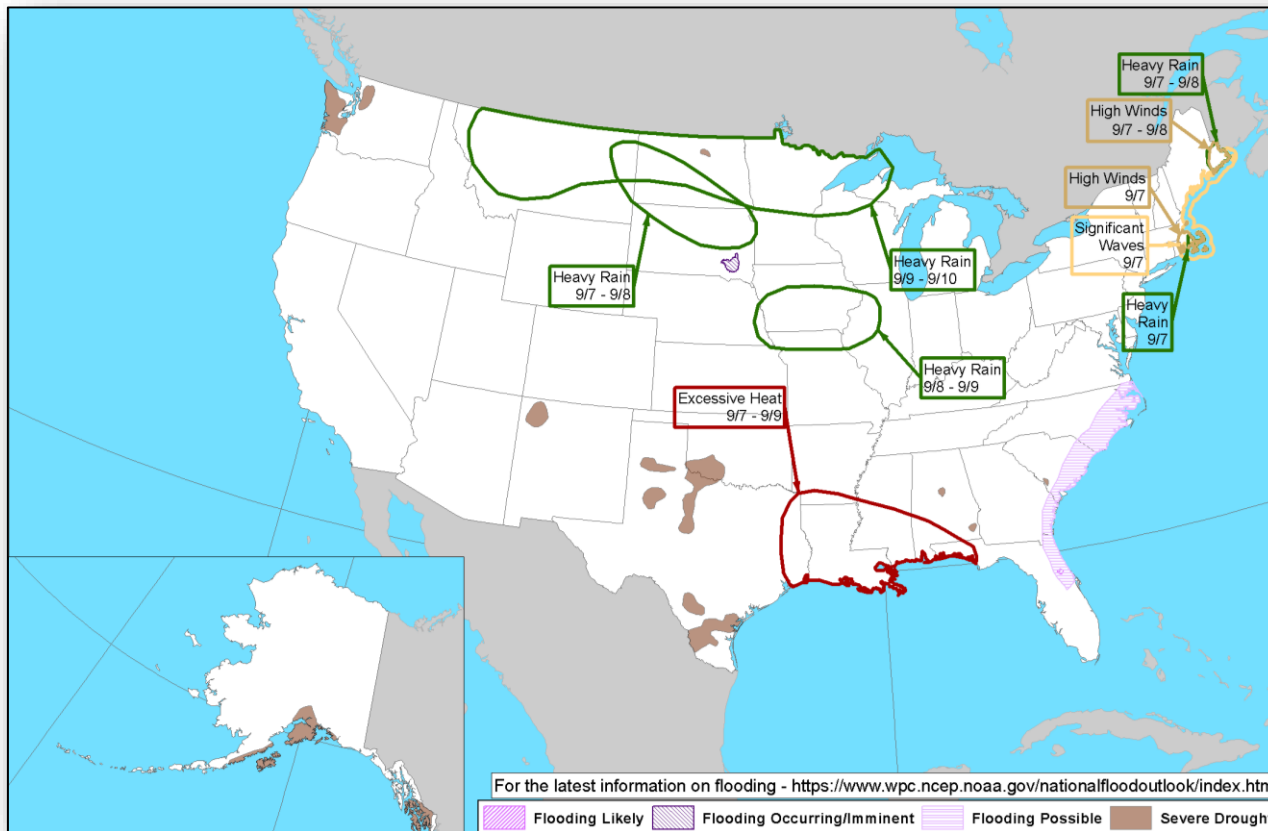 Heavy Rain
9/7 - 9/8
High Winds
9/7 - 9/8
High Winds
9/7
Significant
Waves
9/7
Heavy Rain
9/7 - 9/8
Heavy Rain
9/9 - 9/10
Heavy
Rain
9/7
Heavy Rain
9/8 - 9/9
Excessive Heat
9/7 - 9/9
For the latest information on flooding - https://www.wpc.ncep.noaa.gov/nationalfloodoutlook/index.htm
Flooding Likely
Flooding Occurring/Imminent
Flooding Possible
Severe Drought